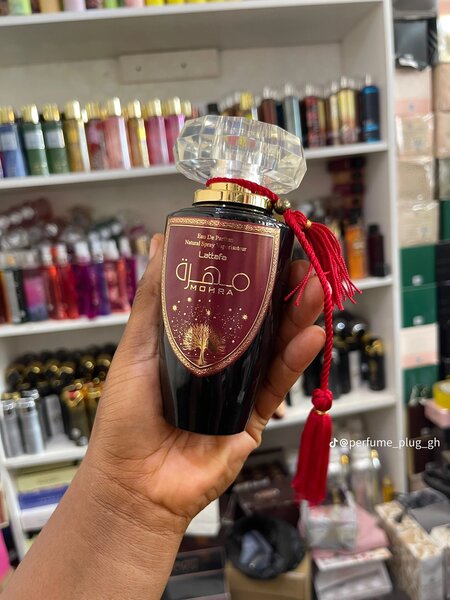 Eau De Parfum
Natural Spray Vaporisateur
Lattafa
مهرة
MOHRA
@perfume_plug_gh